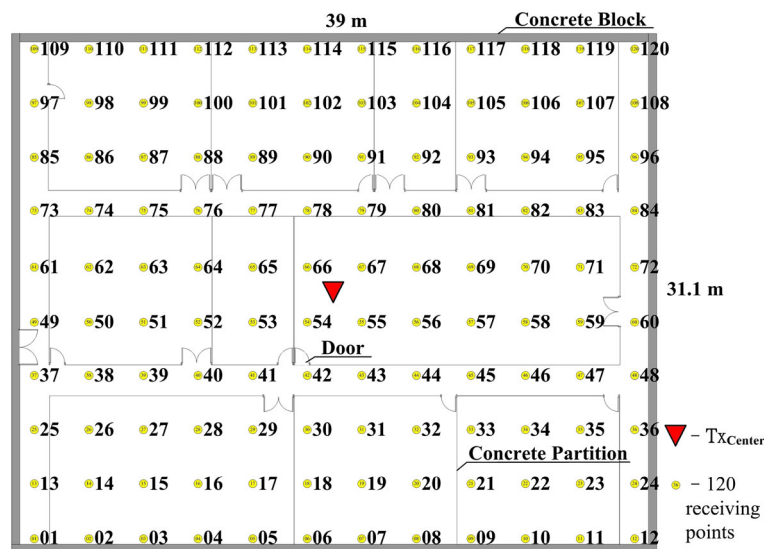 39 m
Concrete Block
109 110 111 112 113 114 115 116 117 118 119 120
97 98 99 100 101 102 103 104 105 106 107 108
85 86 87 88 89 90 91 92 93 94 95 96
73 74 75 76 77 78 79 80 81 82 83 84
61 62 63 64 65 66 67 68 69 70 71 72
31.1 m
49 50 51 52 53 54 55 56 57 58 59 60
Door
37 38 39 40 41 42 43 44 45 46 47 48
25 26 27 28 29 30 31 32 33 34 35 36
– TxCenter
Concrete Partition
13 14 15 16 17 18 19 20 21 22 23 24
– 120
receiving
points
01 02 03 04 05 06 07 08 09 10 11 12